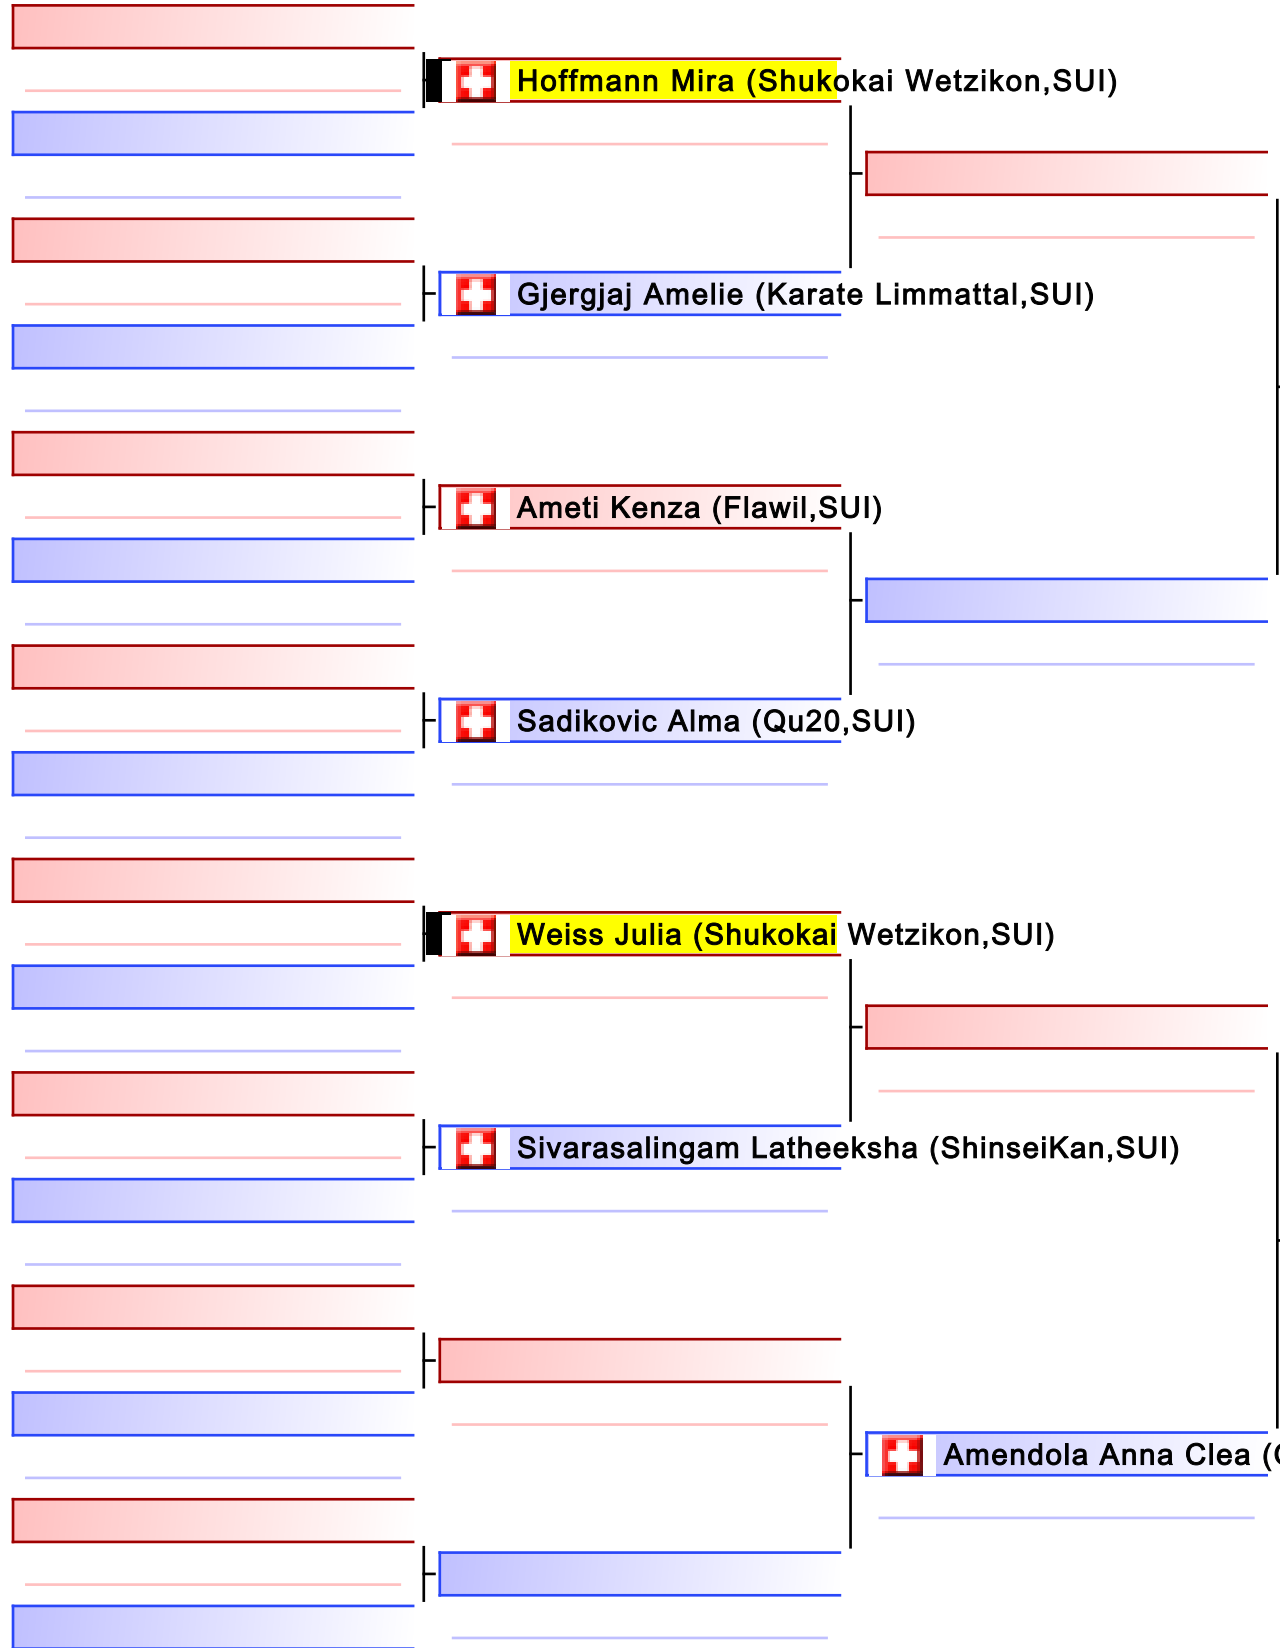 Hoffmann Mira (Shukokai Wetzikon,SUI)
Gjergjaj Amelie (Karate Limmattal,SUI)
Ameti Kenza (Flawil,SUI)
Sadikovic Alma (Qu20,SUI)
Weiss Julia (Shukokai Wetzikon,SUI)
Sivarasalingam Latheeksha (ShinseiKan,SUI)
Amendola Anna Clea (